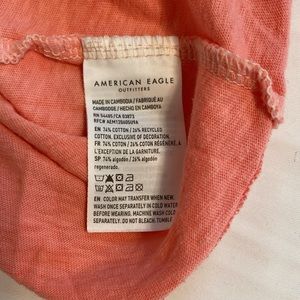 AMERICAN EAGLE
OUTFITTERS
MADE IN CAMBODIA / FABRIQUÉ AU
CAMBODGE / HECHO EN CAMBOYA
RN 54485/CA 03873
EN: 74% COTTON / 26% RECYCLED
COTTON. EXCLUSIVE OF DECORATION.
FR: 74% COTON / 26% COTON RÉGÉNÉRÉ, À
L'EXCEPTION DE LA GARNITURE.
SP: 74% algodón / 26% algodón
regenerado.
EN: COLOR MAY TRANSFER WHEN NEW.
WASH ONCE SEPARATELY IN COLD WATER
BEFORE WEARING. MACHINE WASH COLD
SEPARATELY. DO NOT BLEACH. TUMBLE